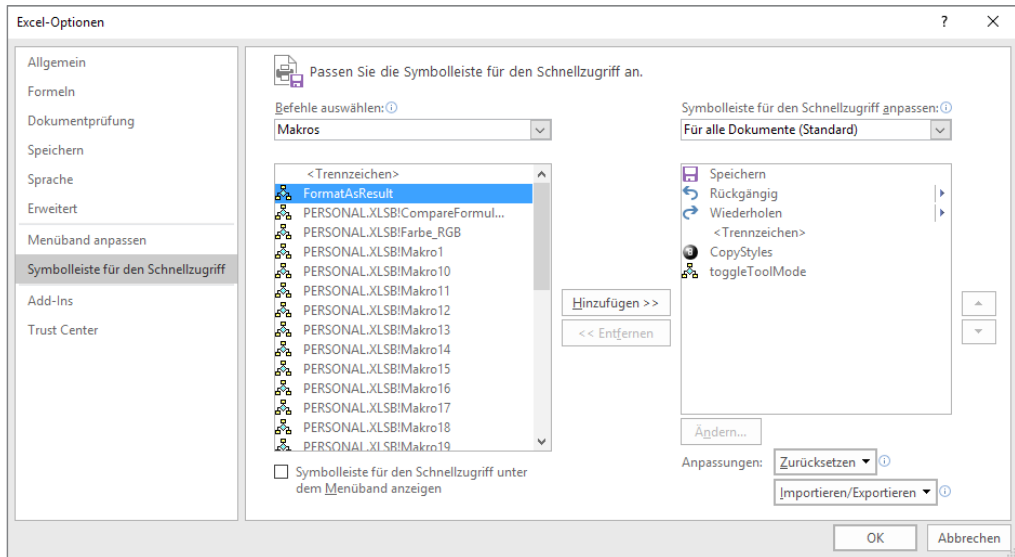 Excel-Optionen
?
Allgemein
Formeln
Dokumentprüfung
Speichern
Sprache
Erweitert
Menüband anpassen
Symbolleiste für den Schnellzugriff
Add-Ins
Trust Center
Passen Sie die Symbolleiste für den Schnellzugriff an.
Befehle auswählen:
Makros
<Trennzeichen>
FormatAsResult
PERSONAL.XLSB!CompareFormul...
PERSONAL.XLSB!Farbe_RGB
PERSONAL.XLSB!Makro1
PERSONAL.XLSB!Makro10
PERSONAL.XLSB!Makro11
PERSONAL.XLSB!Makro12
PERSONAL.XLSB!Makro13
PERSONAL.XLSB!Makro14
PERSONAL.XLSB!Makro15
PERSONAL.XLSB!Makro16
PERSONAL.XLSB!Makro17
PERSONAL.XLSB!Makro18
PERSONAL.XLSB!Makro19
Symbolleiste für den Schnellzugriff unter
dem Menüband anzeigen
Hinzufügen >>
<< Entfernen
Symbolleiste für den Schnellzugriff anpassen:
Für alle Dokumente (Standard)
Speichern
Rückgängig
Wiederholen
<Trennzeichen>
CopyStyles
toggleToolMode
Ändern...
Anpassungen:
Zurücksetzen
Importieren/Exportieren
OK
Abbrechen